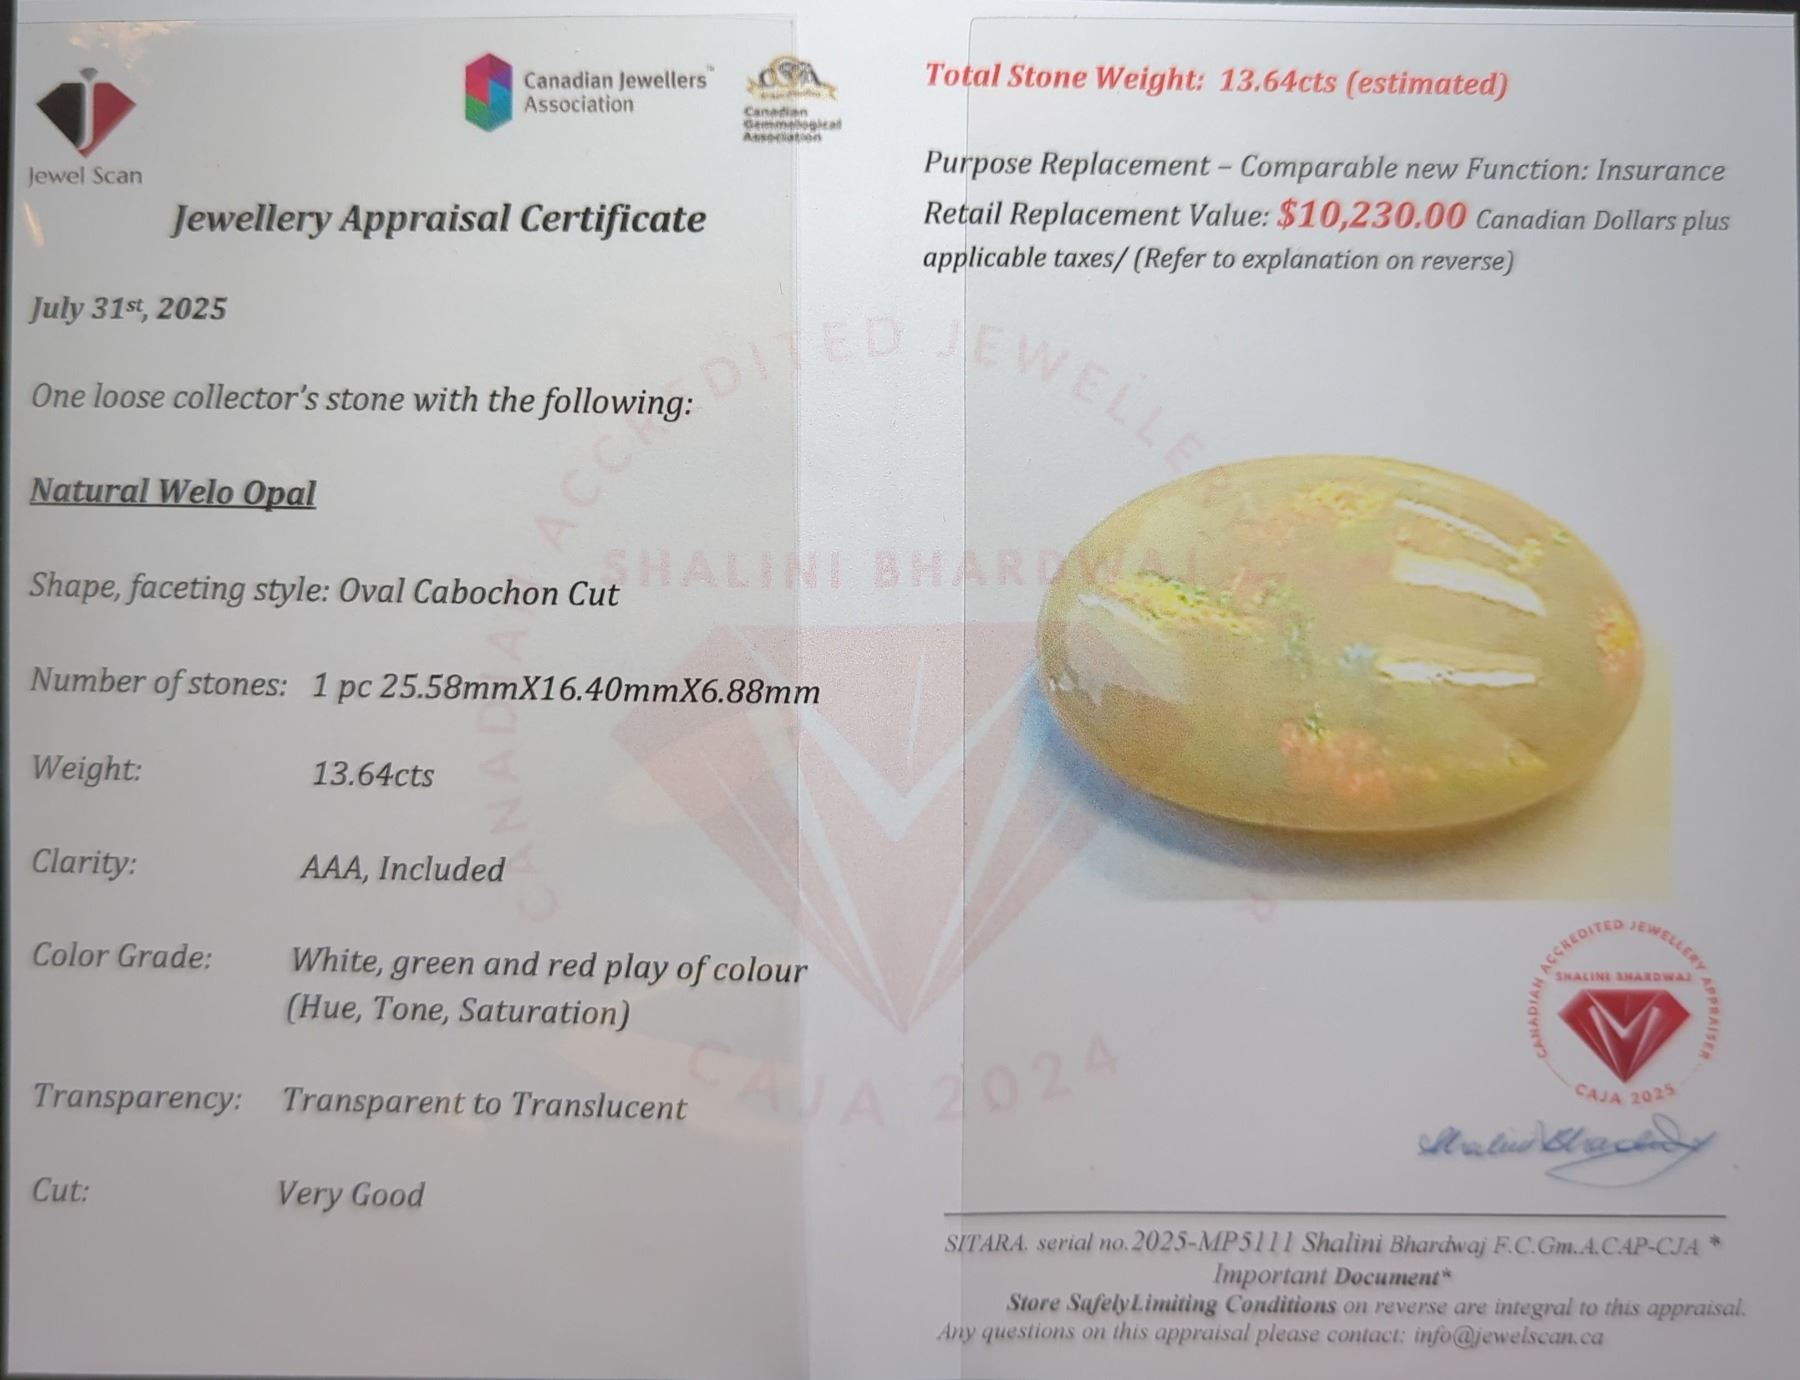 Jewel Scan
Canadian Jewellers™
Association
CGA
Canadian
Gemmological
Association
Jewellery Appraisal Certificate
July 31st, 2025
One loose collector's stone with the following:
Natural Welo Opal
Shape, faceting style: Oval Cabochon Cut
Number of stones: 1 pc 25.58mmX16.40mmX6.88mm
Weight: 13.64cts
Clarity: AAA, Included
Color Grade: White, green and red play of colour
(Hue, Tone, Saturation)
Transparency: Transparent to Translucent
Cut: Very Good
Total Stone Weight: 13.64cts (estimated)
Purpose Replacement – Comparable new Function: Insurance
Retail Replacement Value: $10,230.00 Canadian Dollars plus
applicable taxes/ (Refer to explanation on reverse)
CANADIAN ACCREDITED JEWELLER R
SHALINI BHARDWAJ
CAJA 2024
CANADIAN ACCREDITED JEWELLERY APPRAISER
SHALINI BHARDWAJ
CAJA 2025
Shalini Bhardwaj
SITARA. serial no.2025-MP5111 Shalini Bhardwaj F.C.Gm.A.CAP-CJA *
Important Document*
Store SafelyLimiting Conditions on reverse are integral to this appraisal.
Any questions on this appraisal please contact: info@jewelscan.ca